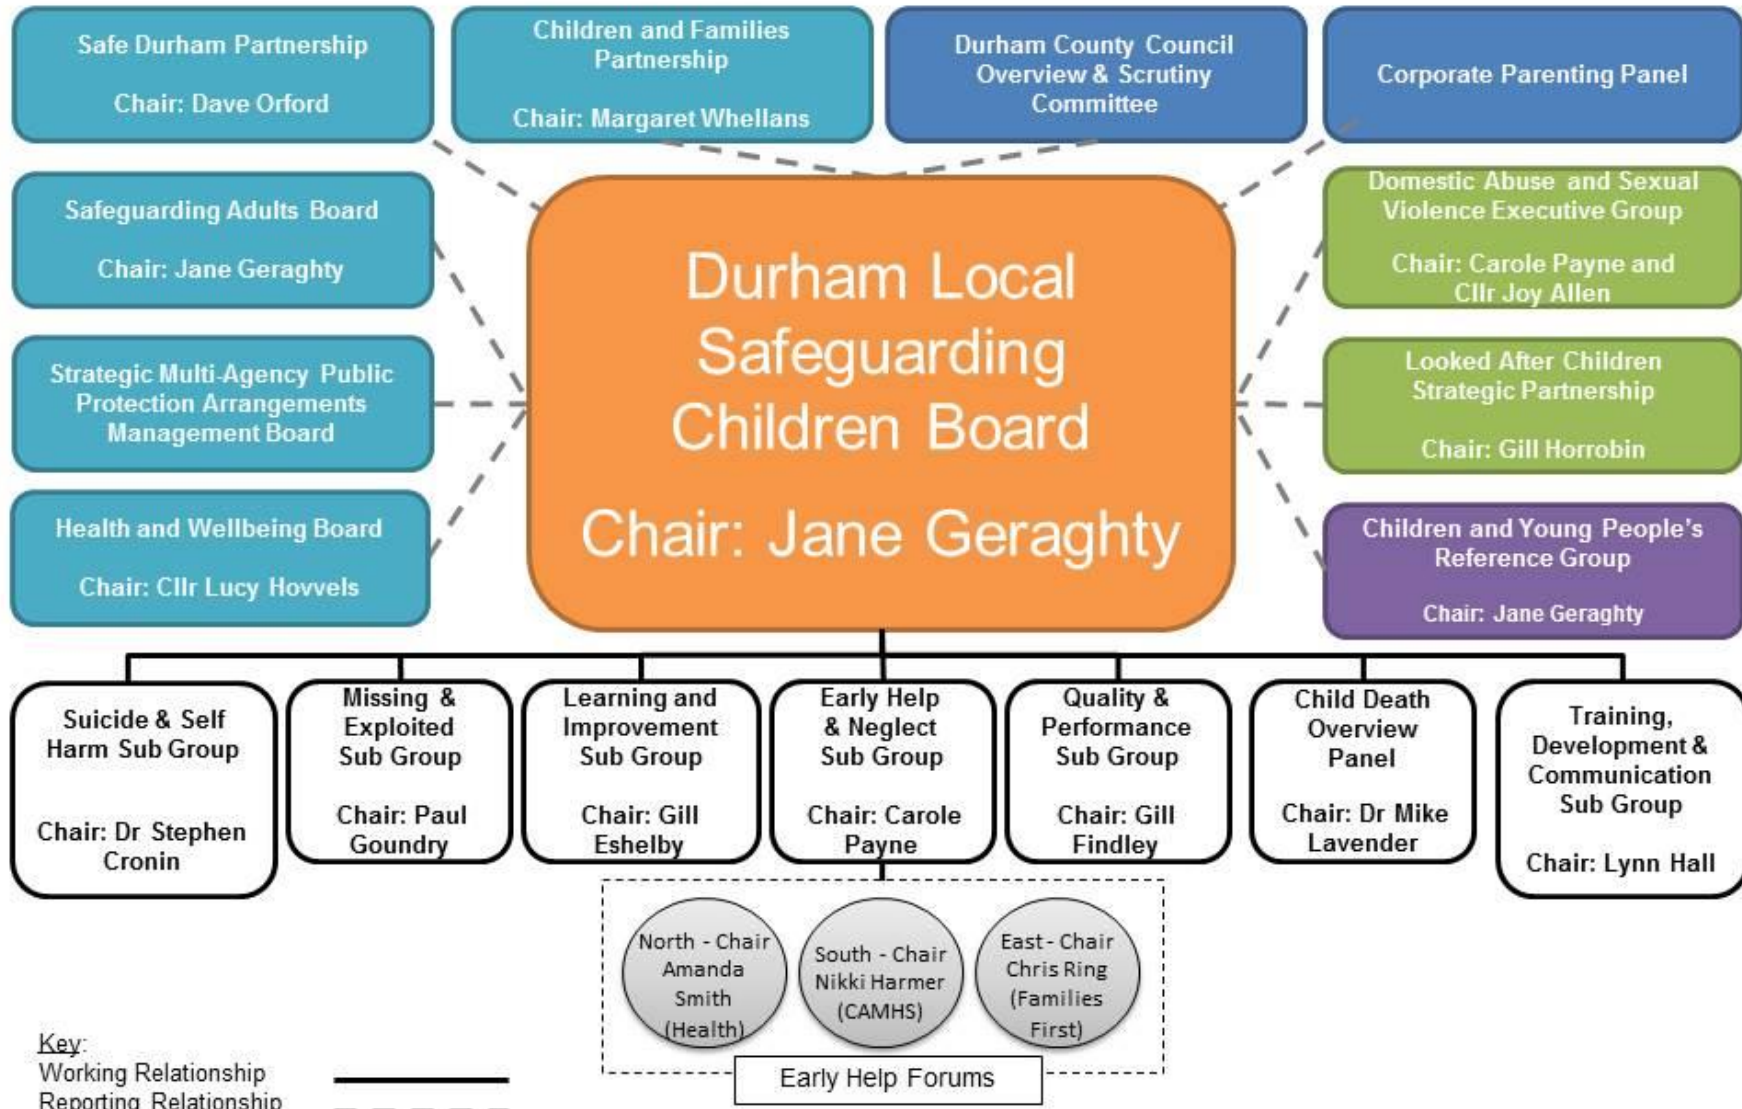 Safe Durham Partnership
Chair: Dave Orford
Children and Families
Partnership
Chair: Margaret Whellans
Durham County Council
Overview & Scrutiny
Committee
Corporate Parenting Panel
Safeguarding Adults Board
Chair: Jane Geraghty
Strategic Multi-Agency Public
Protection Arrangements
Management Board
Health and Wellbeing Board
Chair: Cllr Lucy Hovvels
Durham Local
Safeguarding
Children Board
Chair: Jane Geraghty
Domestic Abuse and Sexual
Violence Executive Group
Chair: Carole Payne and
Cllr Joy Allen
Looked After Children
Strategic Partnership
Chair: Gill Horrobin
Children and Young People's
Reference Group
Chair: Jane Geraghty
Suicide & Self
Harm Sub Group
Chair: Dr Stephen
Cronin
Missing &
Exploited
Sub Group
Chair: Paul
Goundry
Learning and
Improvement
Sub Group
Chair: Gill
Eshelby
Early Help
& Neglect
Sub Group
Chair: Carole
Payne
Quality &
Performance
Sub Group
Chair: Gill
Findley
Child Death
Overview
Panel
Chair: Dr Mike
Lavender
Training,
Development &
Communication
Sub Group
Chair: Lynn Hall
North - Chair
Amanda
Smith
(Health)
South - Chair
Nikki Harmer
(CAMHS)
East - Chair
Chris Ring
(Families
First)
Early Help Forums
Key:
Working Relationship
Reporting Relationship